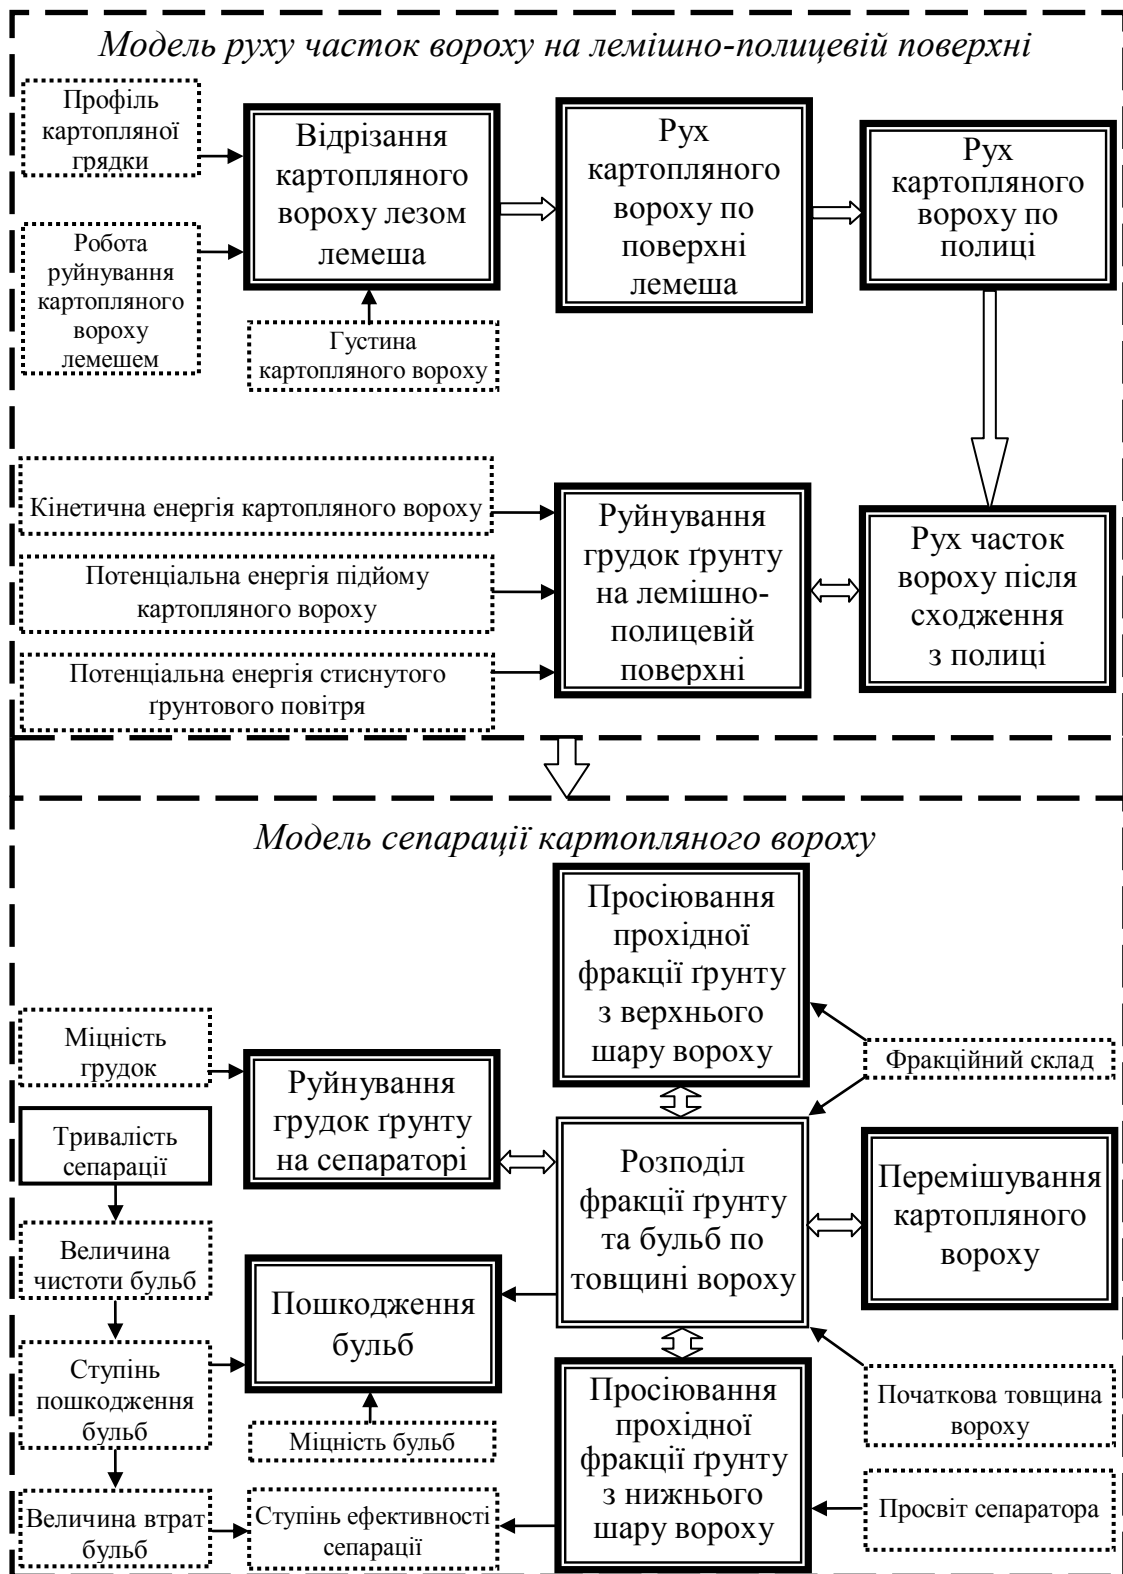 Модель руху часток вороху на лемішно-полицевій поверхні
Профіль
картопляної
грядки
Відрізання
картопляного
вороху лезом
лемеша
Рух
картопляного
вороху по
поверхні
лемеша
Рух
картопляного
вороху по
полиці
Робота
руйнування
картопляного
вороху
лемешем
Густина
картопляного вороху
Кінетична енергія картопляного вороху
Потенціальна енергія підйому
картопляного вороху
Потенціальна енергія стиснутого
ґрунтового повітря
Руйнування
грудок ґрунту
на лемішно-
полицевій
поверхні
Рух часток
вороху після
сходження
з полиці
Модель сепарації картопляного вороху
Просіювання
прохідної
фракції ґрунту
з верхнього
шару вороху
Міцність
грудок
Руйнування
грудок ґрунту
на сепараторі
Фракційний склад
Тривалість
сепарації
Розподіл
фракції ґрунту
та бульб по
товщині вороху
Перемішування
картопляного
вороху
Величина
чистоти бульб
Пошкодження
бульб
Ступінь
пошкодження
бульб
Міцність бульб
Просіювання
прохідної
фракції ґрунту
з нижнього
шару вороху
Початкова товщина
вороху
Величина втрат
бульб
Ступінь ефективності
сепарації
Просвіт сепаратора